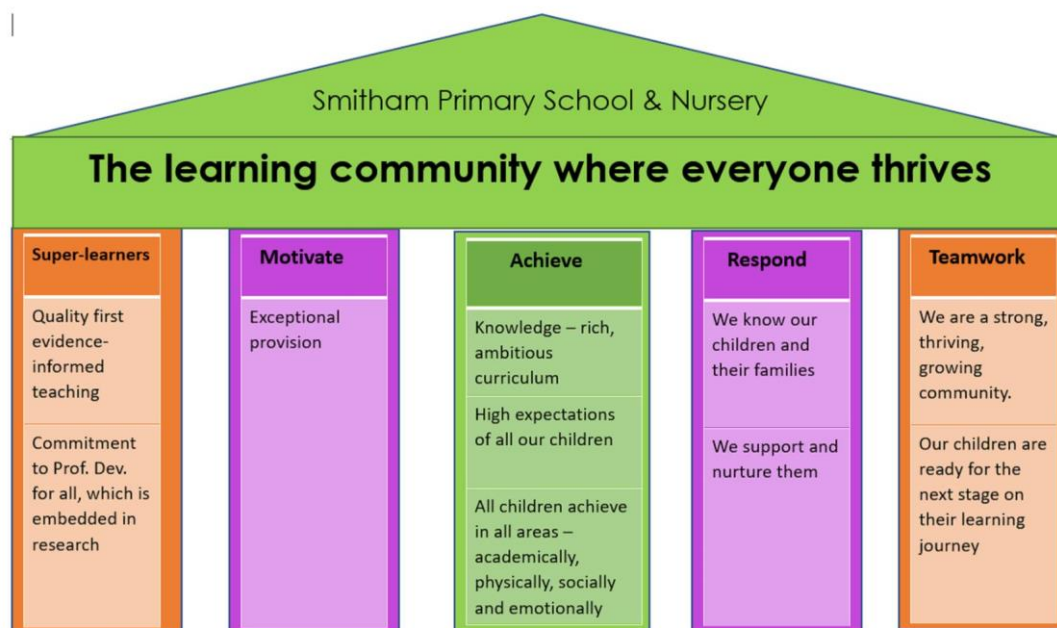 Smitham Primary School & Nursery
The learning community where everyone thrives
Super-learners
Quality first
evidence-
informed
teaching
Commitment
to Prof. Dev.
for all, which is
embedded in
research
Motivate
Exceptional
provision
Achieve
Knowledge – rich,
ambitious
curriculum
High expectations
of all our children
All children achieve
in all areas –
academically,
physically, socially
and emotionally
Respond
We know our
children and
their families
We support and
nurture them
Teamwork
We are a strong,
thriving,
growing
community.
Our children are
ready for the
next stage on
their learning
journey